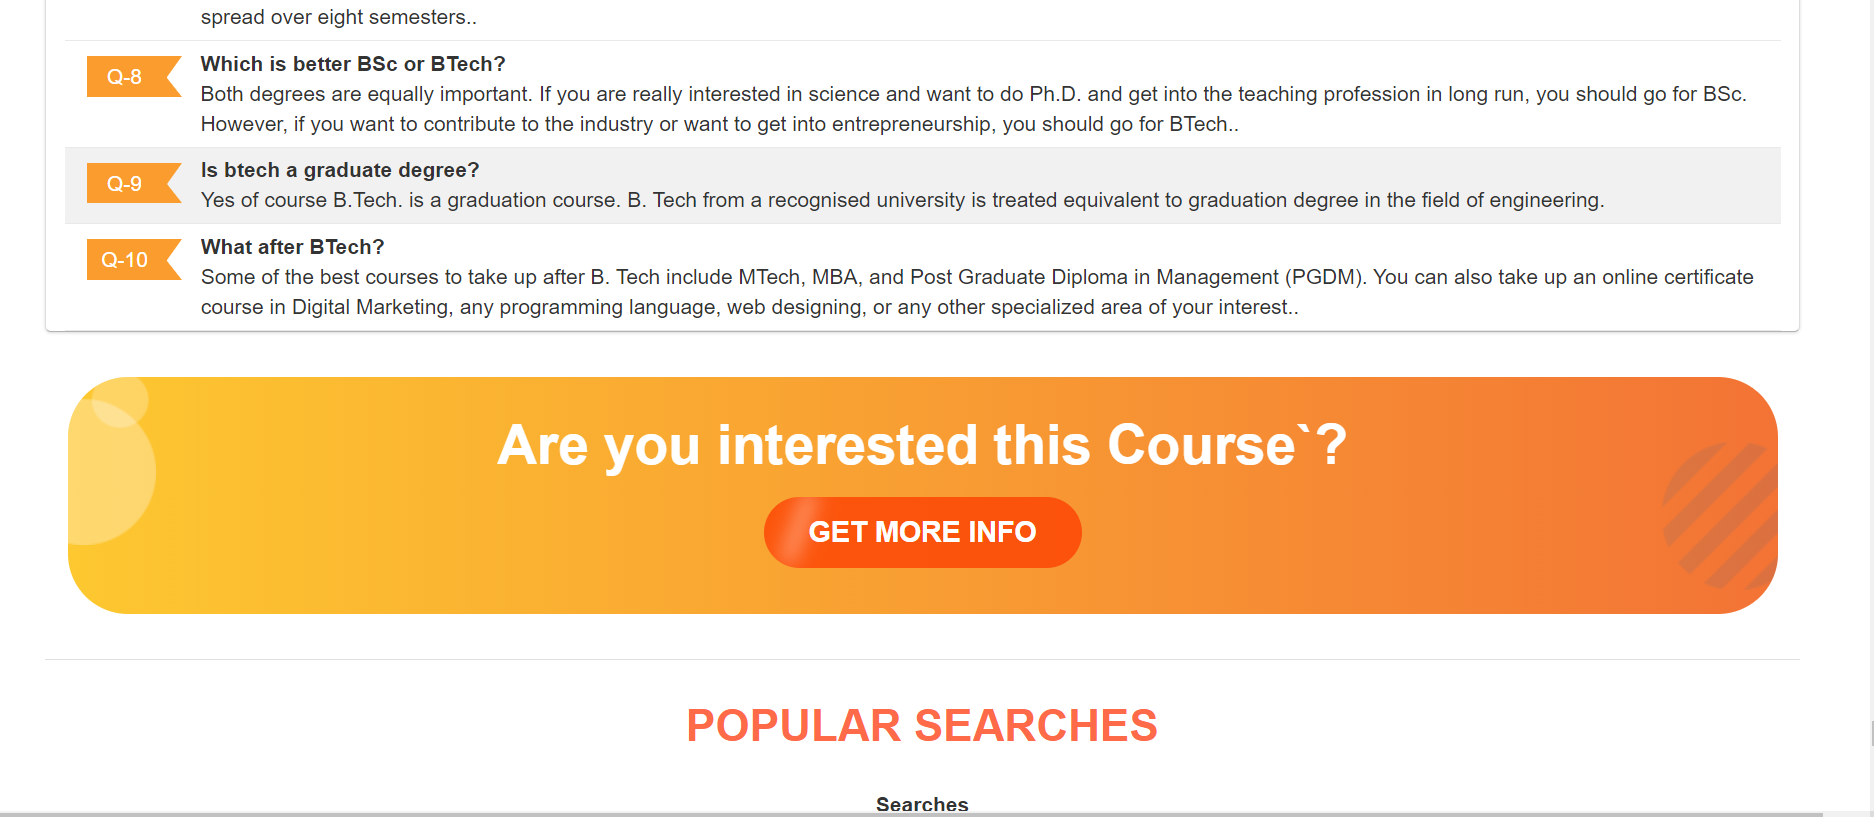 spread over eight semesters..
Q-8
Which is better BSc or BTech?
Both degrees are equally important. If you are really interested in science and want to do Ph.D. and get into the teaching profession in long run, you should go for BSc.
However, if you want to contribute to the industry or want to get into entrepreneurship, you should go for BTech..
Q-9
Is btech a graduate degree?
Yes of course B.Tech. is a graduation course. B. Tech from a recognised university is treated equivalent to graduation degree in the field of engineering.
Q-10
What after BTech?
Some of the best courses to take up after B. Tech include MTech, MBA, and Post Graduate Diploma in Management (PGDM). You can also take up an online certificate
course in Digital Marketing, any programming language, web designing, or any other specialized area of your interest..
Are you interested this Course`?
GET MORE INFO
POPULAR SEARCHES
Searches